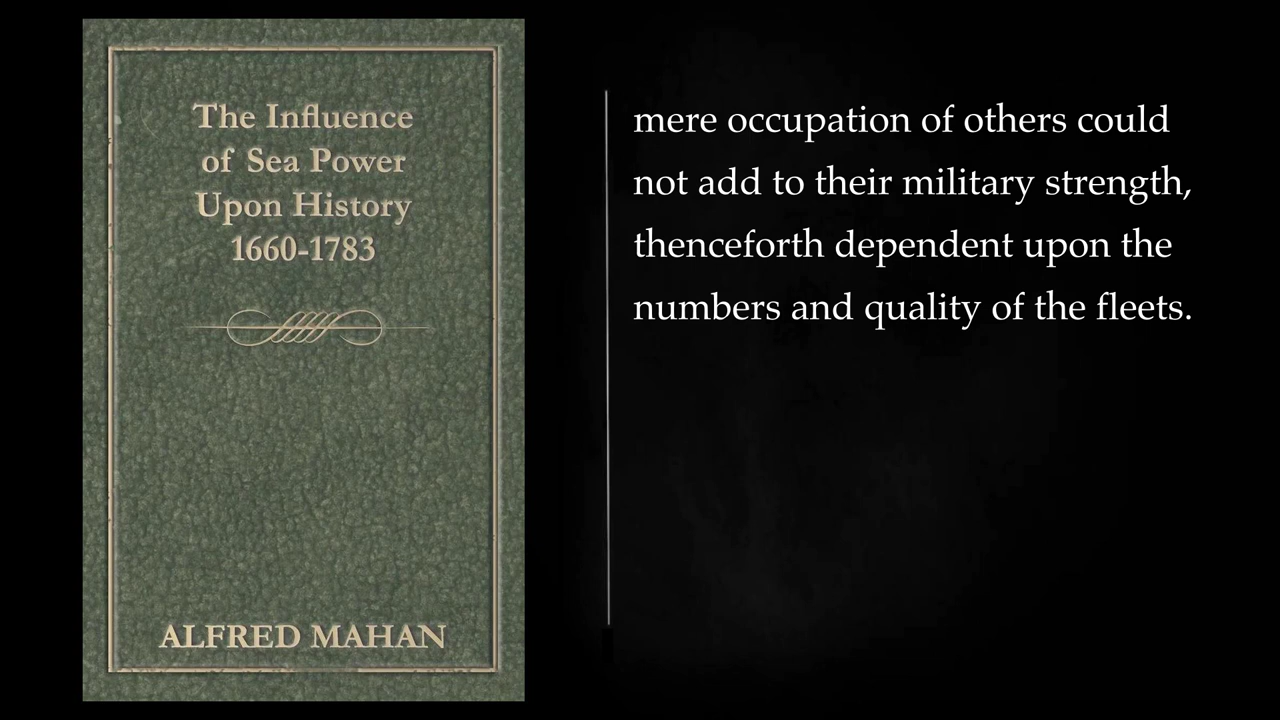 The Influence
of Sea Power
Upon History
1660-1783
ALFRED MAHAN
mere occupation of others could
not add to their military strength,
thenceforth dependent upon the
numbers and quality of the fleets.